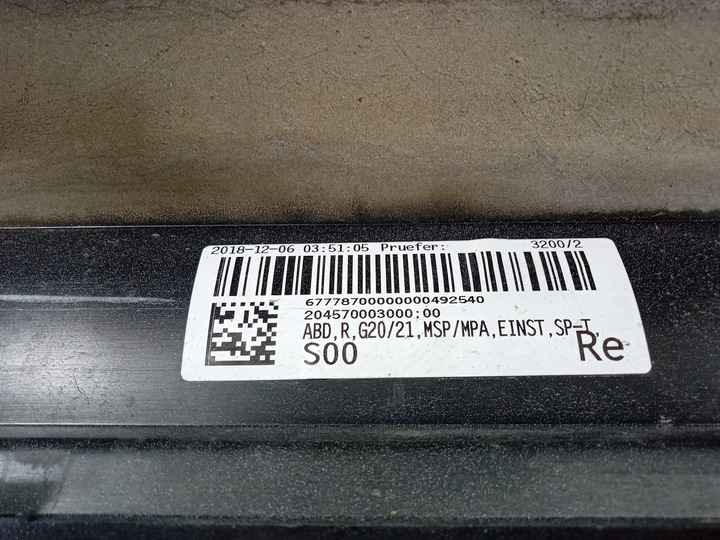 2018-12-06 03:51:05 Pruefer: 3200/2
67778700000000492540
204570003000;00
ABD,R,G20/21,MSP/MPA,EINST,SP-T,
S00 Re